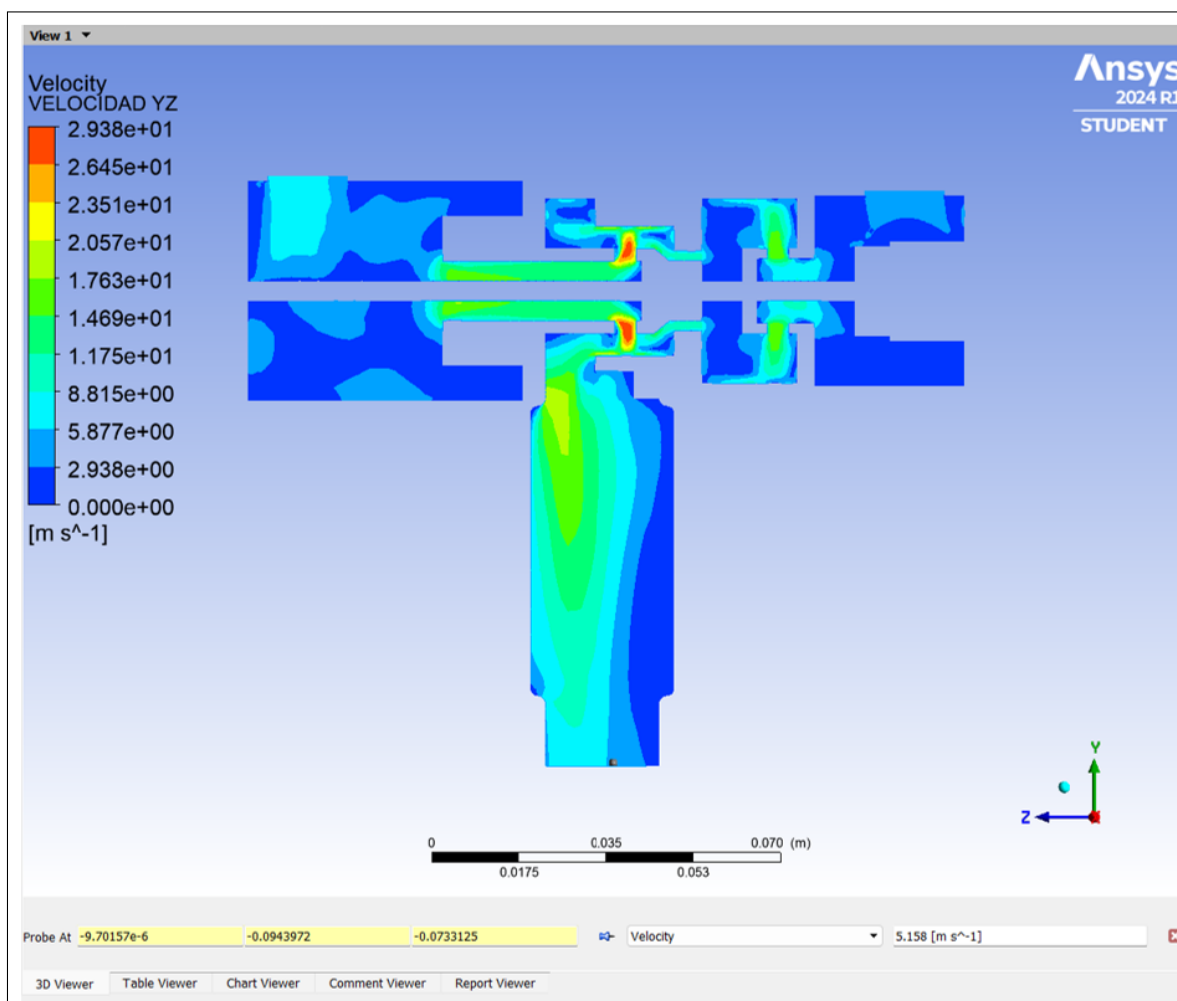 View 1
Ansys
2024 R1
STUDENT
Velocity
VELOCIDAD YZ
2.938e+01
2.645e+01
2.351e+01
2.057e+01
1.763e+01
1.469e+01
1.175e+01
8.815e+00
5.877e+00
2.938e+00
0.000e+00
[m s^-1]
Y
Z
0 0.035 0.070 (m)
0.0175 0.053
Probe At -9.70157e-6 -0.0943972 -0.0733125 Velocity 5.158 [m s^-1]
3D Viewer Table Viewer Chart Viewer Comment Viewer Report Viewer